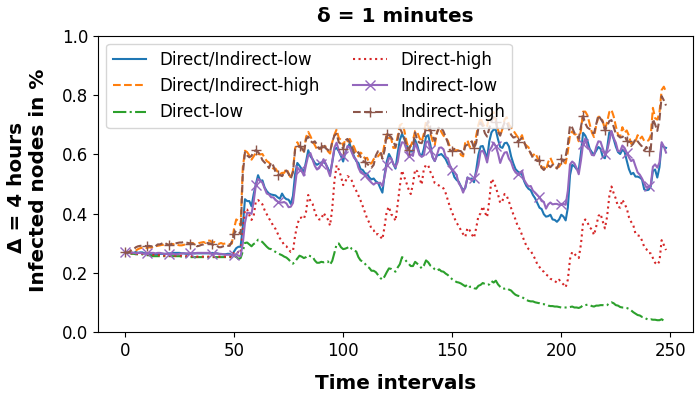 δ = 1 minutes
Δ = 4 hours
Infected nodes in %
1.0
0.8
0.6
0.4
0.2
0.0
Direct/Indirect-low
Direct/Indirect-high
Direct-low
Direct-high
Indirect-low
Indirect-high
0 50 100 150 200 250
Time intervals